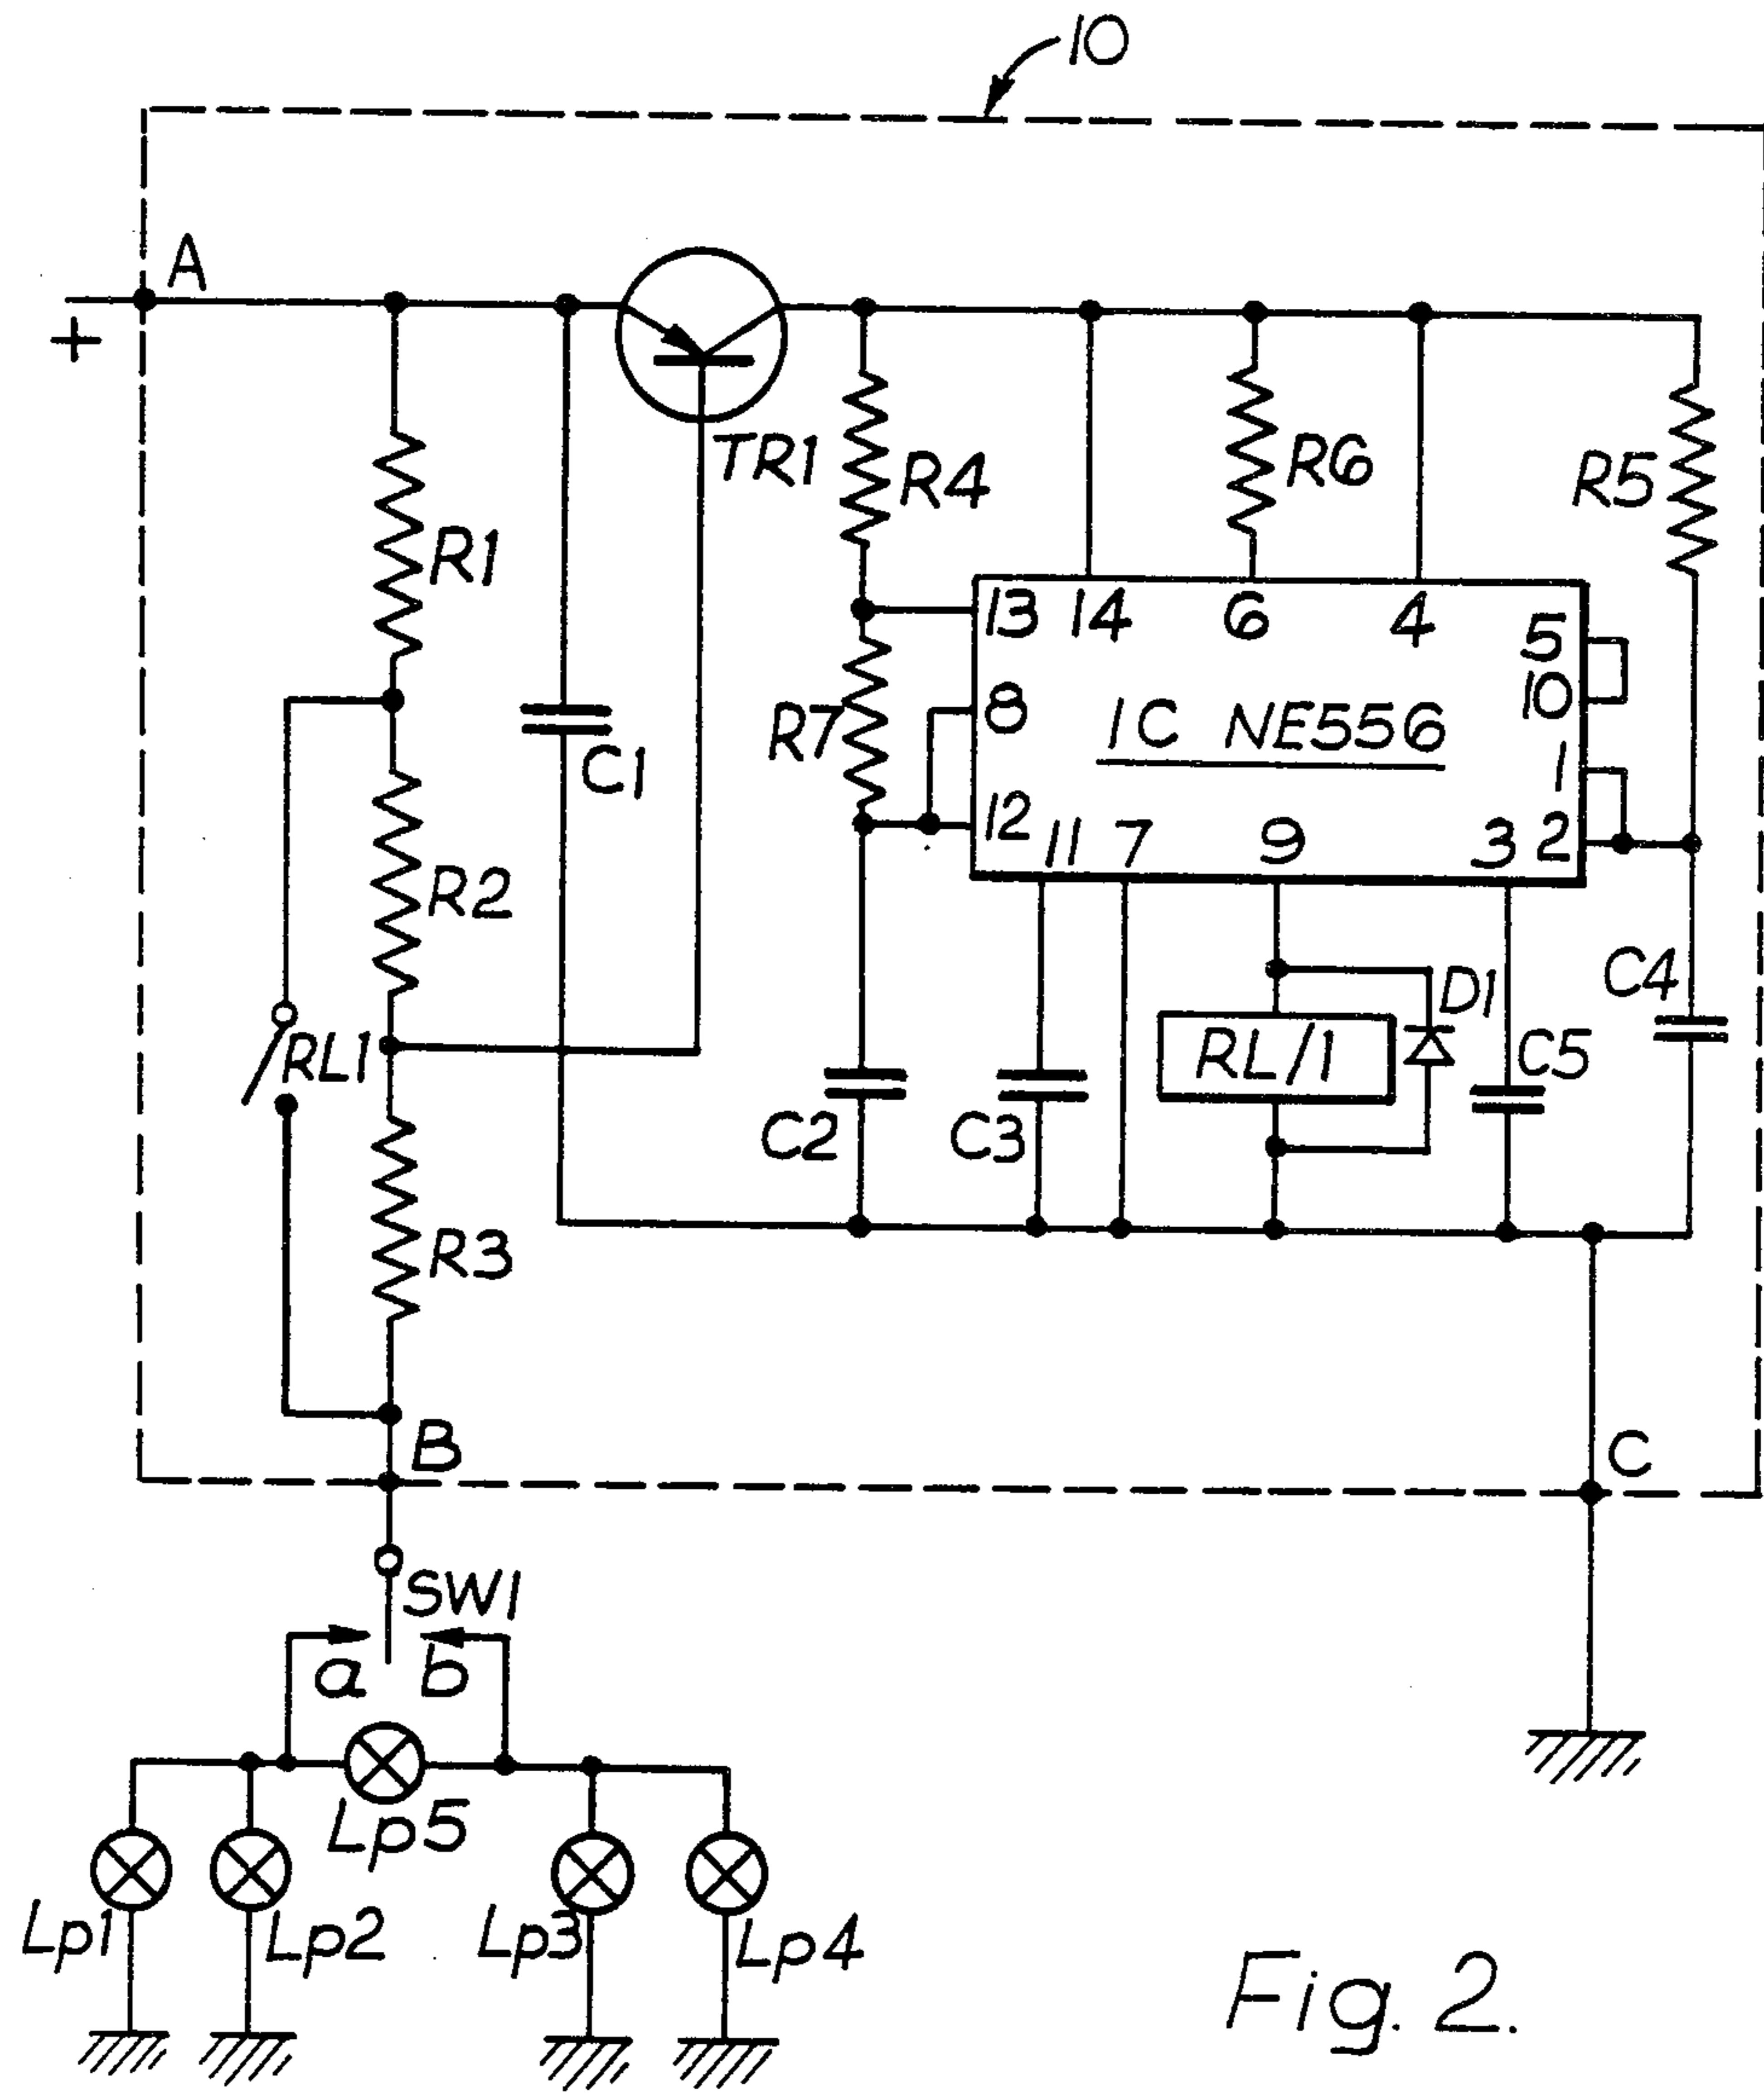 10
A
+
TR1
R4
R6
R5
R1
13 14 6 4
5
10
8
IC NE556
R7
C1
1
12 11 7 9 3 2
R2
C4
D1
RL1
RL/1
C5
C2
C3
R3
B
C
SW1
a b
Lp5
Lp1 Lp2 Lp3 Lp4
Fig. 2.